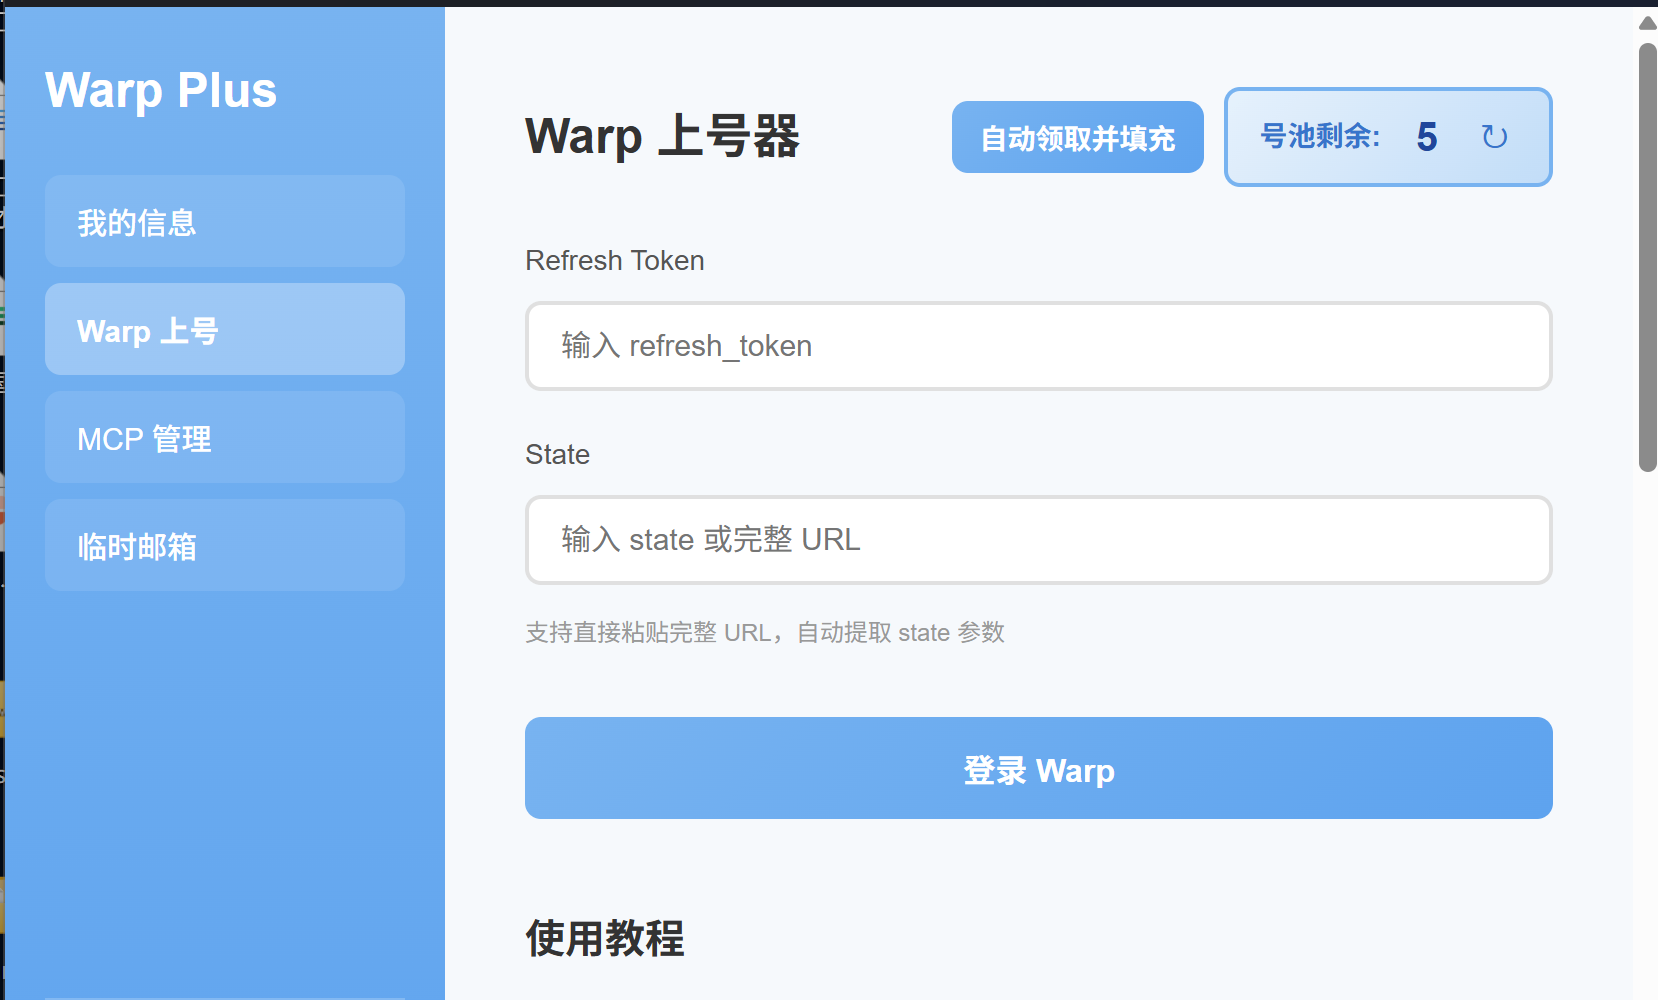 Warp Plus
我的信息
Warp 上号
MCP 管理
临时邮箱
Warp 上号器
自动领取并填充
号池剩余: 5 ↻
Refresh Token
输入 refresh_token
State
输入 state 或完整 URL
支持直接粘贴完整 URL，自动提取 state 参数
登录 Warp
使用教程